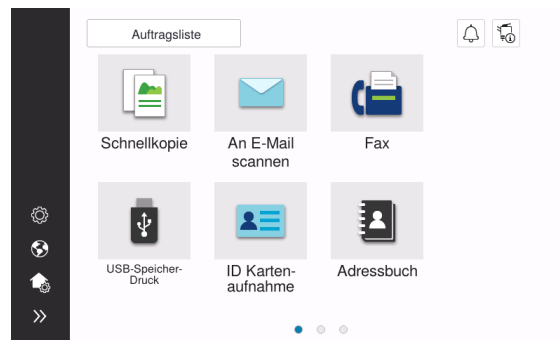 Auftragsliste
Schnellkopie
An E-Mail
scannen
Fax
USB-Speicher-
Druck
ID Karten-
aufnahme
Adressbuch